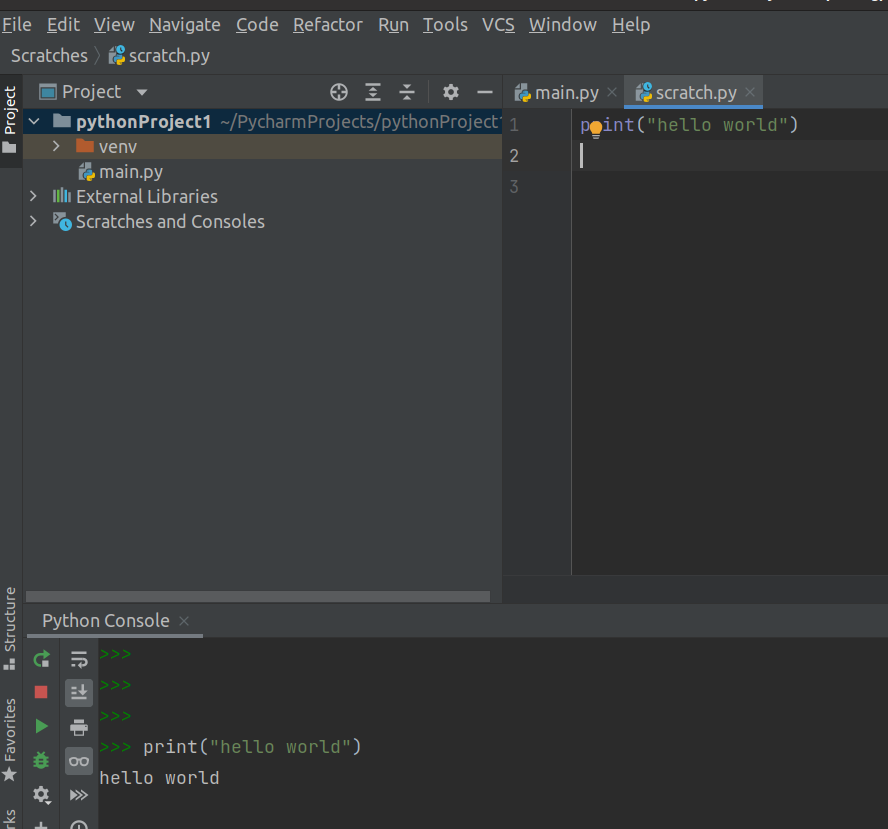 File Edit View Navigate Code Refactor Run Tools VCS Window Help
Scratches scratch.py
Project
Project
main.py scratch.py
pythonProject1 ~/PycharmProjects/pythonProject1
venv
main.py
External Libraries
Scratches and Consoles
1 print("hello world")
2
3
Structure
Favorites
Python Console
>>>
>>>
>>>
>>> print("hello world")
hello world